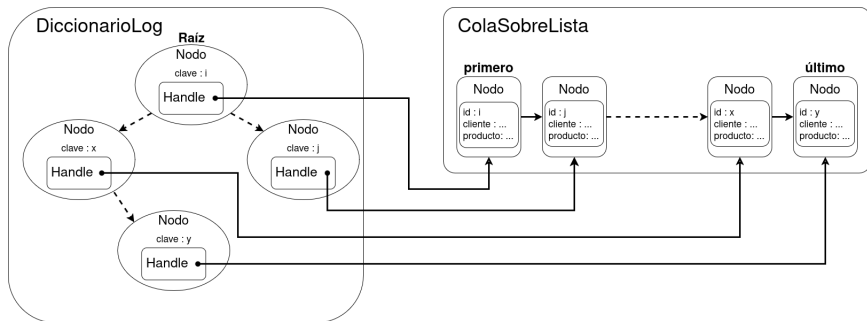 DiccionarioLog
Raíz
Nodo
clave : i
Handle
Nodo
clave : x
Handle
Nodo
clave : j
Handle
Nodo
clave : y
Handle
ColaSobreLista
primero
Nodo
id : i
cliente : ...
producto: ...
Nodo
id : j
cliente : ...
producto: ...
Nodo
id : x
cliente : ...
producto: ...
último
Nodo
id : y
cliente : ...
producto: ...